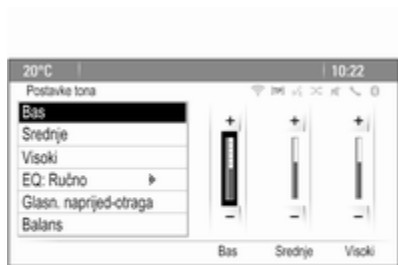 20°C 10:22
Postavke tona
Bas
Srednje
Visoki
EQ: Ručno
Glasn. naprijed-otraga
Balans
+ + +
− − −
Bas Srednje Visoki